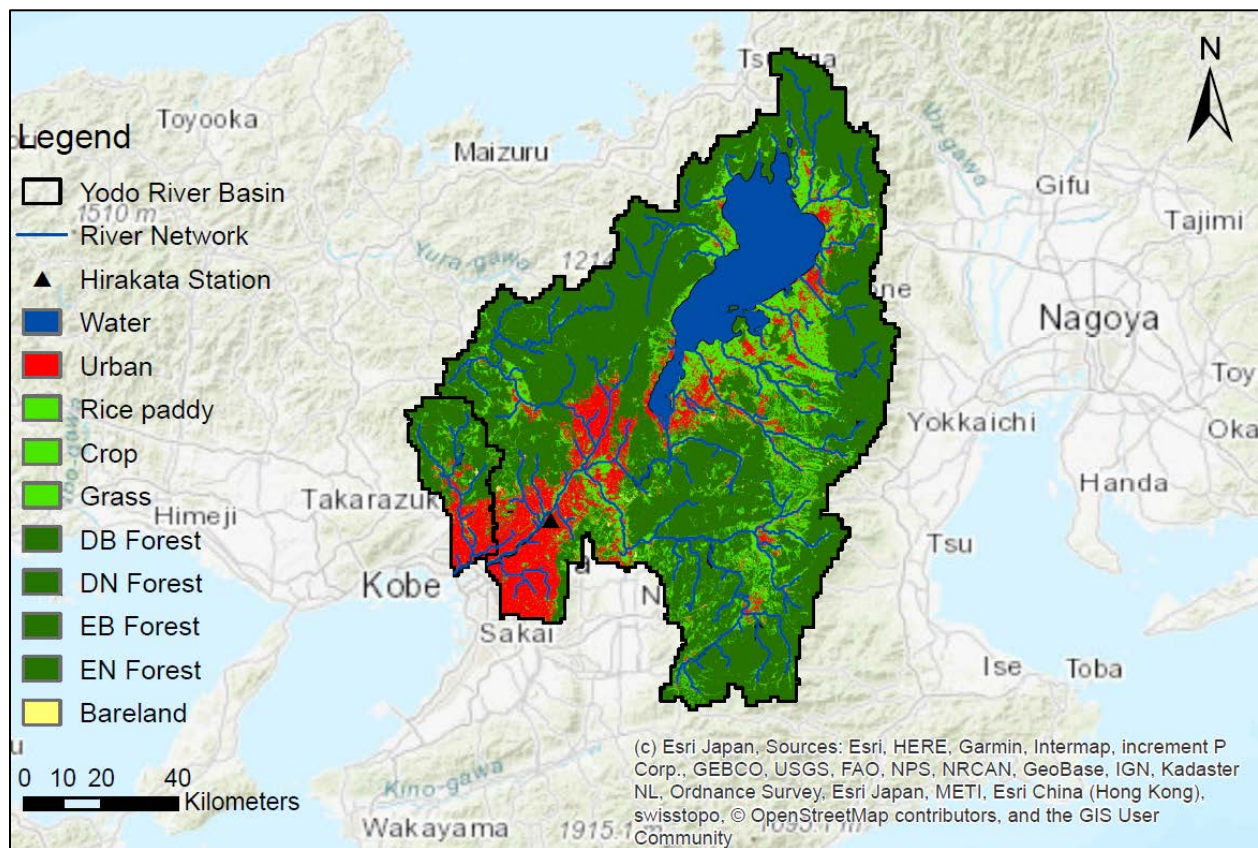 Toyooka
Maizuru
Gifu
Tajimi
Nagoya
Yokkaichi
Handa
Tsu
Ise
Toba
Himeji
Kobe
Sakai
Wakayama
Yura-gawa
Kino-gawa
1510 m
1915.1 m
N
Legend
Yodo River Basin
River Network
Hirakata Station
Water
Urban
Rice paddy
Crop
Grass
DB Forest
DN Forest
EB Forest
EN Forest
Bareland
0 10 20 40
Kilometers
(c) Esri Japan, Sources: Esri, HERE, Garmin, Intermap, increment P
Corp., GEBCO, USGS, FAO, NPS, NRCAN, GeoBase, IGN, Kadaster
NL, Ordnance Survey, Esri Japan, METI, Esri China (Hong Kong),
swisstopo, © OpenStreetMap contributors, and the GIS User
Community